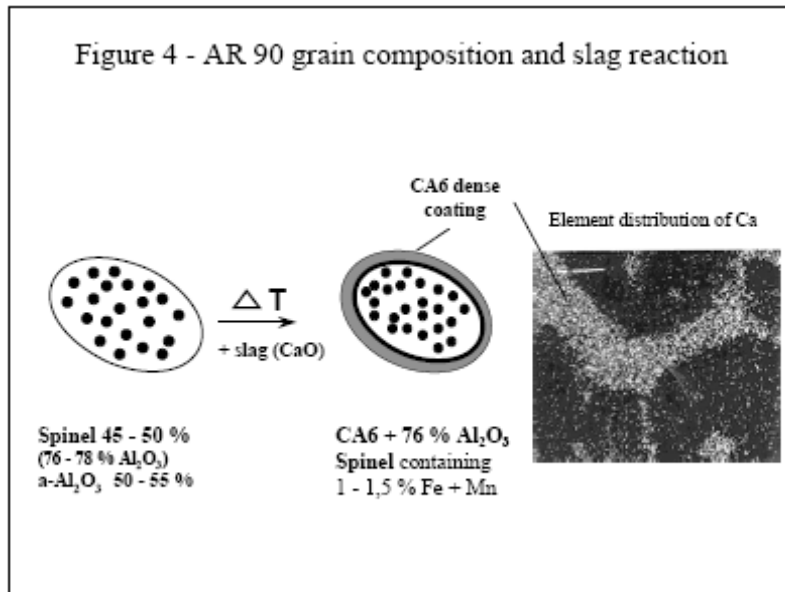 Figure 4 - AR 90 grain composition and slag reaction
CA6 dense
coating
Element distribution of Ca
△ T
+ slag (CaO)
Spinel 45 - 50 %
(76 - 78 % Al₂O₃)
a-Al₂O₃ 50 - 55 %
CA6 + 76 % Al₂O₃
Spinel containing
1 - 1,5 % Fe + Mn